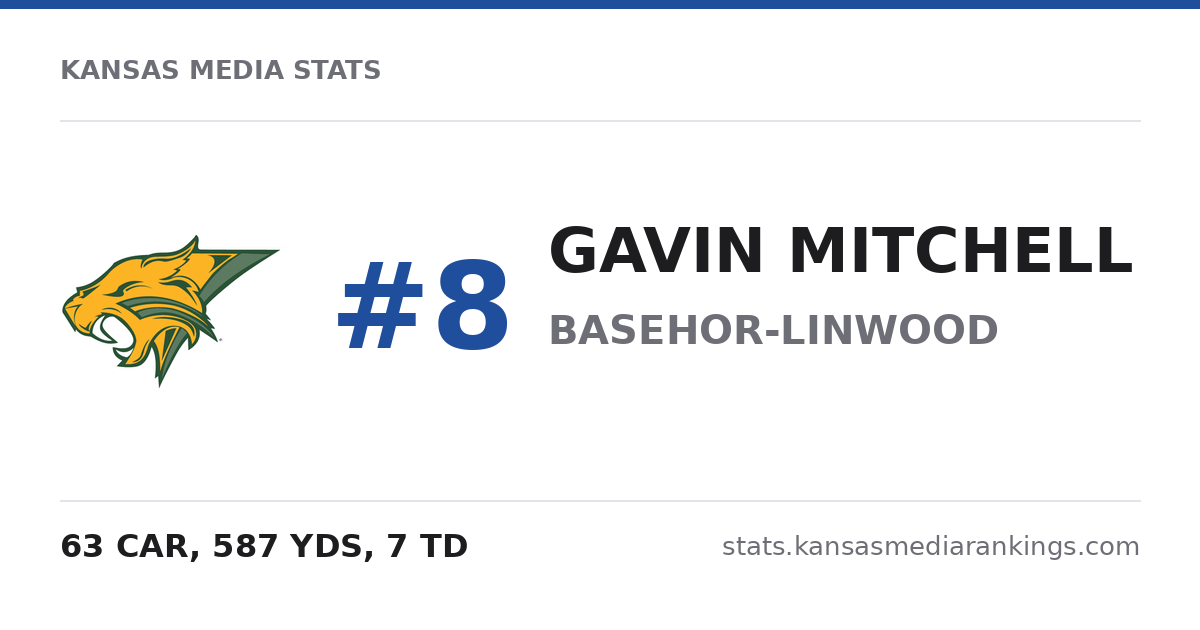 KANSAS MEDIA STATS
#8
GAVIN MITCHELL
BASEHOR-LINWOOD
63 CAR, 587 YDS, 7 TD
stats.kansasmediarankings.com